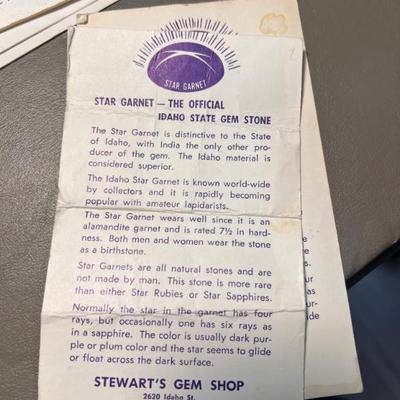 STAR GARNET
STAR GARNET — THE OFFICIAL
IDAHO STATE GEM STONE
The Star Garnet is distinctive to the State
of Idaho, with India the only other pro-
ducer of the gem. The Idaho material is
considered superior.
The Idaho Star Garnet is known world-wide
by collectors and it is rapidly becoming
popular with amateur lapidarists.
The Star Garnet wears well since it is an
alamandite garnet and is rated 7½ in hard-
ness. Both men and women wear the stone
as a birthstone.
Star Garnets are all natural stones and are
not made by man. This stone is more rare
than either Star Rubies or Star Sapphires.
Normally the star in the garnet has four
rays, but occasionally one has six rays as
in a sapphire. The color is usually dark pur-
ple or plum color and the star seems to glide
or float across the dark surface.
STEWART'S GEM SHOP
2620 Idaho St.